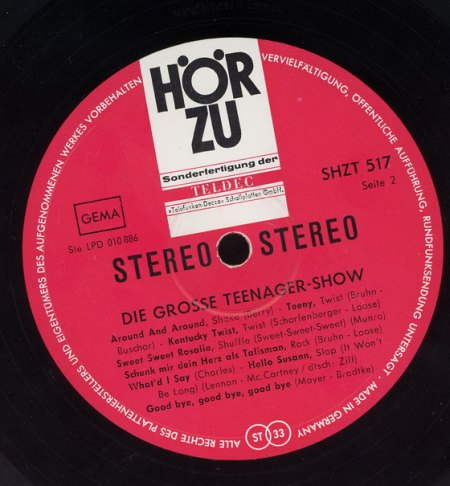 Manufactured in Germany
ALLE RECHTE DES PLATTENHERSTELLERS UND EIGENTÜMERS DES AUFGENOMMENEN WERKES VORBEHALTEN
VERVIELFÄLTIGUNG, ÖFFENTLICHE AUFFÜHRUNG, RUNDFUNKSENDUNG UNTERSAGT · MADE IN GERMANY
HÖR
ZU
Sonderfertigung der
TELDEC
»Telefunken-Decca« Schallplatten GmbH.
SHZT 517
Seite 2
GEMA
Ste LPD 010 886
STEREO STEREO
DIE GROSSE TEENAGER-SHOW
Around And Around, Shake (Berry) - Teeny, Twist (Bruhn -
Buschor) - Kentucky Twist, Twist (Scharfenberger - Loose)
Sweet Sweet Rosalie, Shuffle (Sweet-Sweet-Sweet) (Munro)
Schenk mir dein Herz als Talisman, Rock (Bruhn - Loose)
What'd I Say (Charles) - Hello Susann, Slop (It Won't
Be Long) (Lennon - Mc.Cartney / dtsch: Zill)
Good bye, good bye, good bye (Mayer - Bradtke)
ST 33